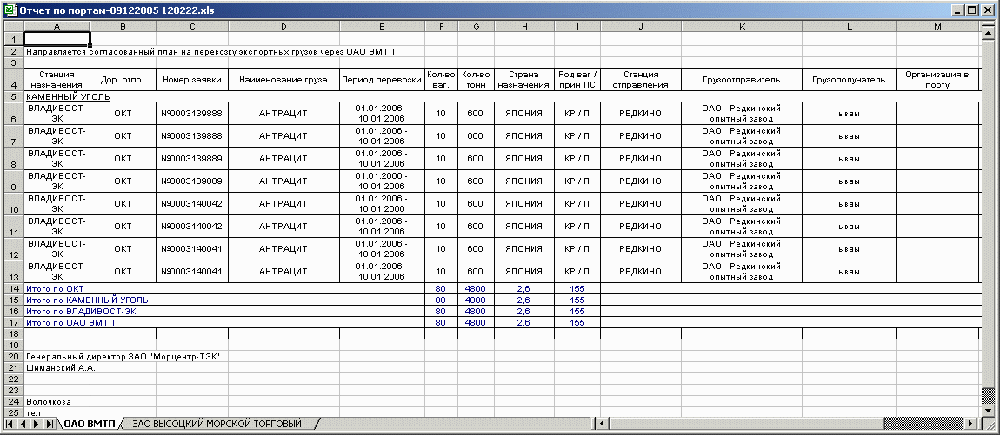 Отчет по портам-09122005 120222.xls
A B C D E F G H I J K L M
1
2 Направляется согласованный план на перевозку экспортных грузов через ОАО ВМТП
3
4 Станция назначения Дор. отпр. Номер заявки Наименование груза Период перевозки Кол-во ваг. Кол-во тонн Страна назначения Род ваг / прин ПС Станция отправления Грузоотправитель Грузополучатель Организация в порту
5 КАМЕННЫЙ УГОЛЬ
6 ВЛАДИВОСТ-ЭК ОКТ №0003139888 АНТРАЦИТ 01.01.2006 - 10.01.2006 10 600 ЯПОНИЯ КР / П РЕДКИНО ОАО Редкинский опытный завод ываы
7 ВЛАДИВОСТ-ЭК ОКТ №0003139888 АНТРАЦИТ 01.01.2006 - 10.01.2006 10 600 ЯПОНИЯ КР / П РЕДКИНО ОАО Редкинский опытный завод ываы
8 ВЛАДИВОСТ-ЭК ОКТ №0003139889 АНТРАЦИТ 01.01.2006 - 10.01.2006 10 600 ЯПОНИЯ КР / П РЕДКИНО ОАО Редкинский опытный завод ываы
9 ВЛАДИВОСТ-ЭК ОКТ №0003139889 АНТРАЦИТ 01.01.2006 - 10.01.2006 10 600 ЯПОНИЯ КР / П РЕДКИНО ОАО Редкинский опытный завод ываы
10 ВЛАДИВОСТ-ЭК ОКТ №0003140042 АНТРАЦИТ 01.01.2006 - 10.01.2006 10 600 ЯПОНИЯ КР / П РЕДКИНО ОАО Редкинский опытный завод ываы
11 ВЛАДИВОСТ-ЭК ОКТ №0003140042 АНТРАЦИТ 01.01.2006 - 10.01.2006 10 600 ЯПОНИЯ КР / П РЕДКИНО ОАО Редкинский опытный завод ываы
12 ВЛАДИВОСТ-ЭК ОКТ №0003140041 АНТРАЦИТ 01.01.2006 - 10.01.2006 10 600 ЯПОНИЯ КР / П РЕДКИНО ОАО Редкинский опытный завод ываы
13 ВЛАДИВОСТ-ЭК ОКТ №0003140041 АНТРАЦИТ 01.01.2006 - 10.01.2006 10 600 ЯПОНИЯ КР / П РЕДКИНО ОАО Редкинский опытный завод ываы
14 Итого по ОКТ 80 4800 2,6 155
15 Итого по КАМЕННЫЙ УГОЛЬ 80 4800 2,6 155
16 Итого по ВЛАДИВОСТ-ЭК 80 4800 2,6 155
17 Итого по ОАО ВМТП 80 4800 2,6 155
18
19
20 Генеральный директор ЗАО "Морцентр-ТЭК"
21 Шиманский А.А.
22
23
24 Волочкова
25 тел
ОАО ВМТП ЗАО ВЫСОЦКИЙ МОРСКОЙ ТОРГОВЫЙ